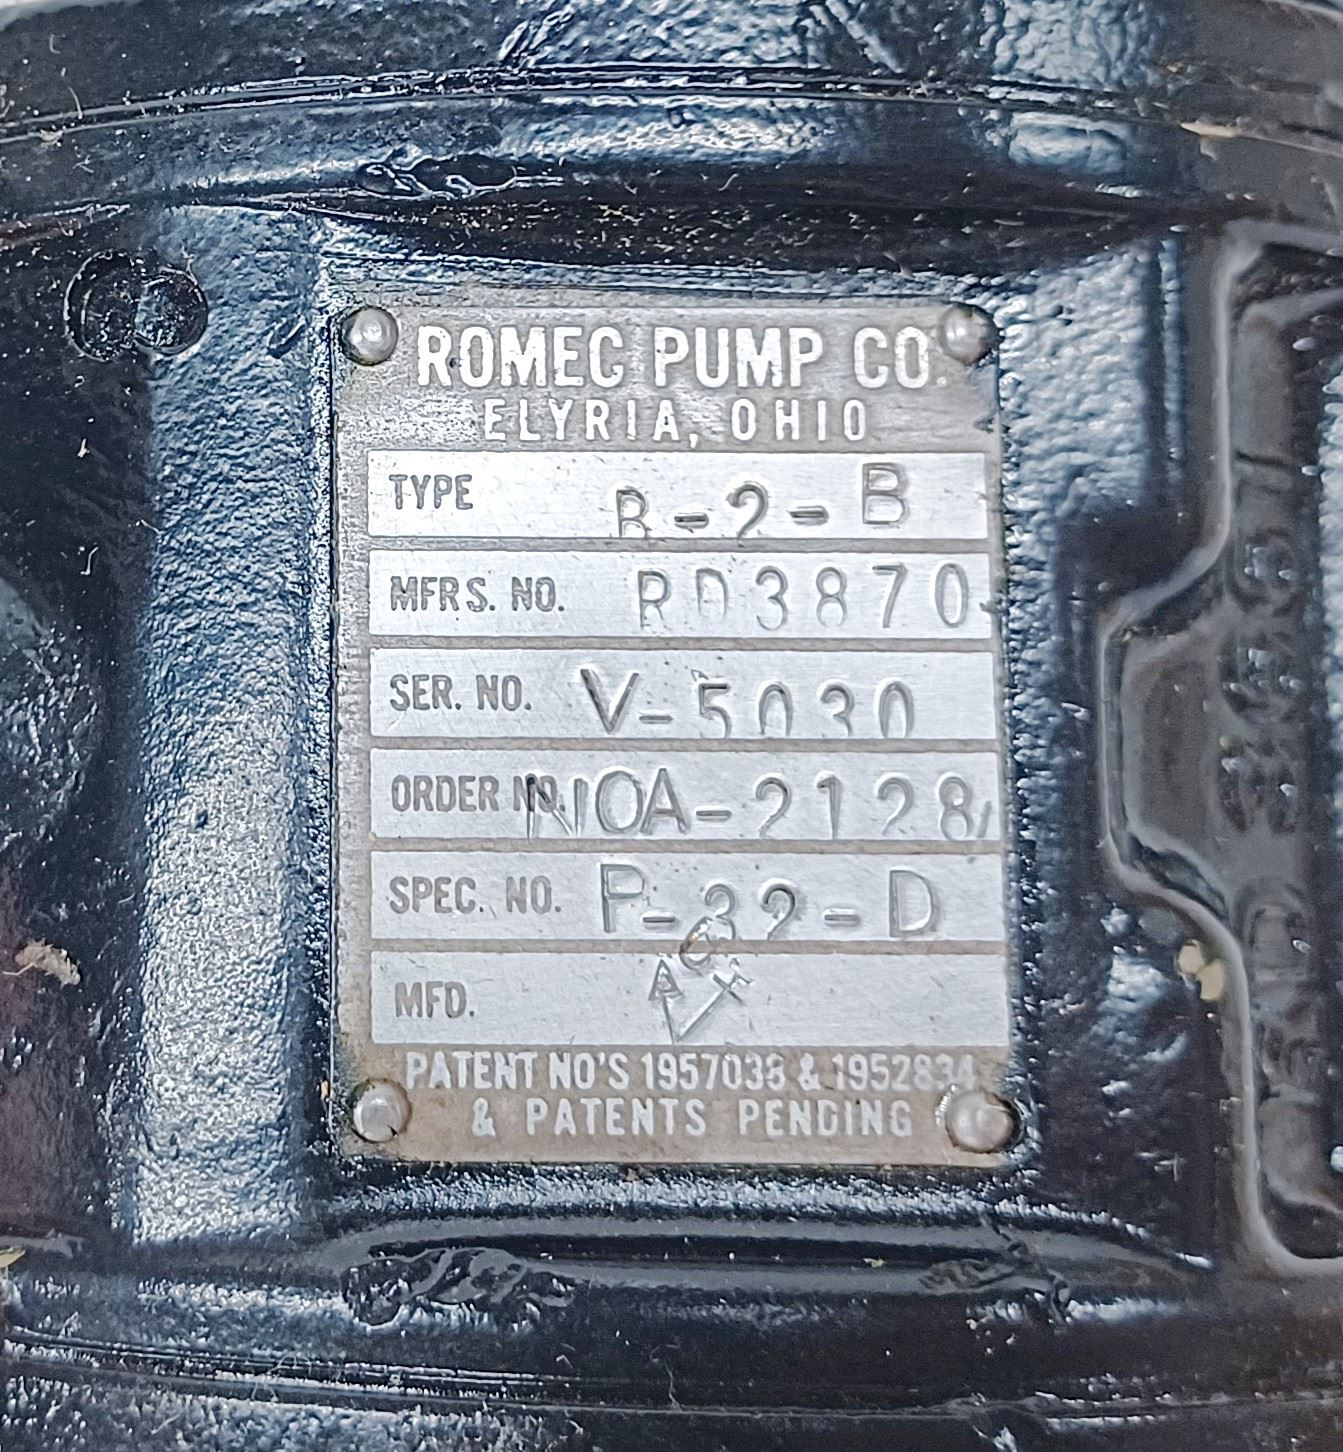 ROMEC PUMP CO.
ELYRIA, OHIO
TYPE B-2-B
MFRS. NO. RD3870
SER. NO. V-5030
ORDER NO. NOA-2128
SPEC. NO. P-32-D
MFD.
PATENT NO'S 1957038 & 1952834
& PATENTS PENDING